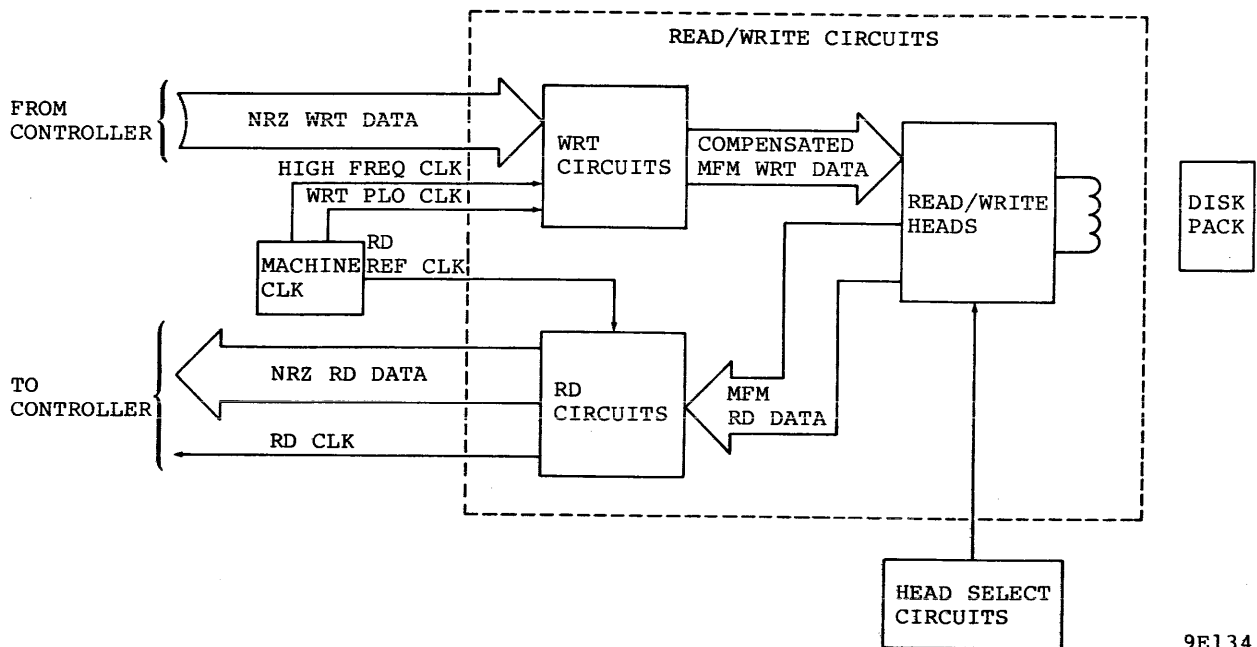 READ/WRITE CIRCUITS
FROM
CONTROLLER
NRZ WRT DATA
WRT
CIRCUITS
COMPENSATED
MFM WRT DATA
HIGH FREQ CLK
WRT PLO CLK
READ/WRITE
HEADS
DISK
PACK
MACHINE
CLK
RD
REF CLK
TO
CONTROLLER
NRZ RD DATA
RD
CIRCUITS
MFM
RD DATA
RD CLK
HEAD SELECT
CIRCUITS
9E134